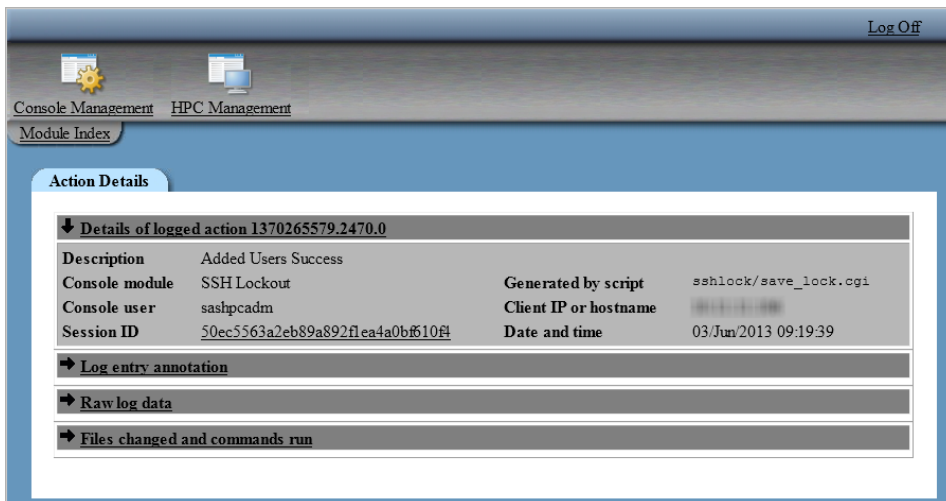 Log Off
Console Management HPC Management
Module Index
Action Details
Details of logged action 1370265579.2470.0
Description Added Users Success
Console module SSH Lockout Generated by script sshlock/save_lock.cgi
Console user sashpcadm Client IP or hostname
Session ID 50ec5563a2eb89a892f1ea4a0bf610f4 Date and time 03/Jun/2013 09:19:39
Log entry annotation
Raw log data
Files changed and commands run